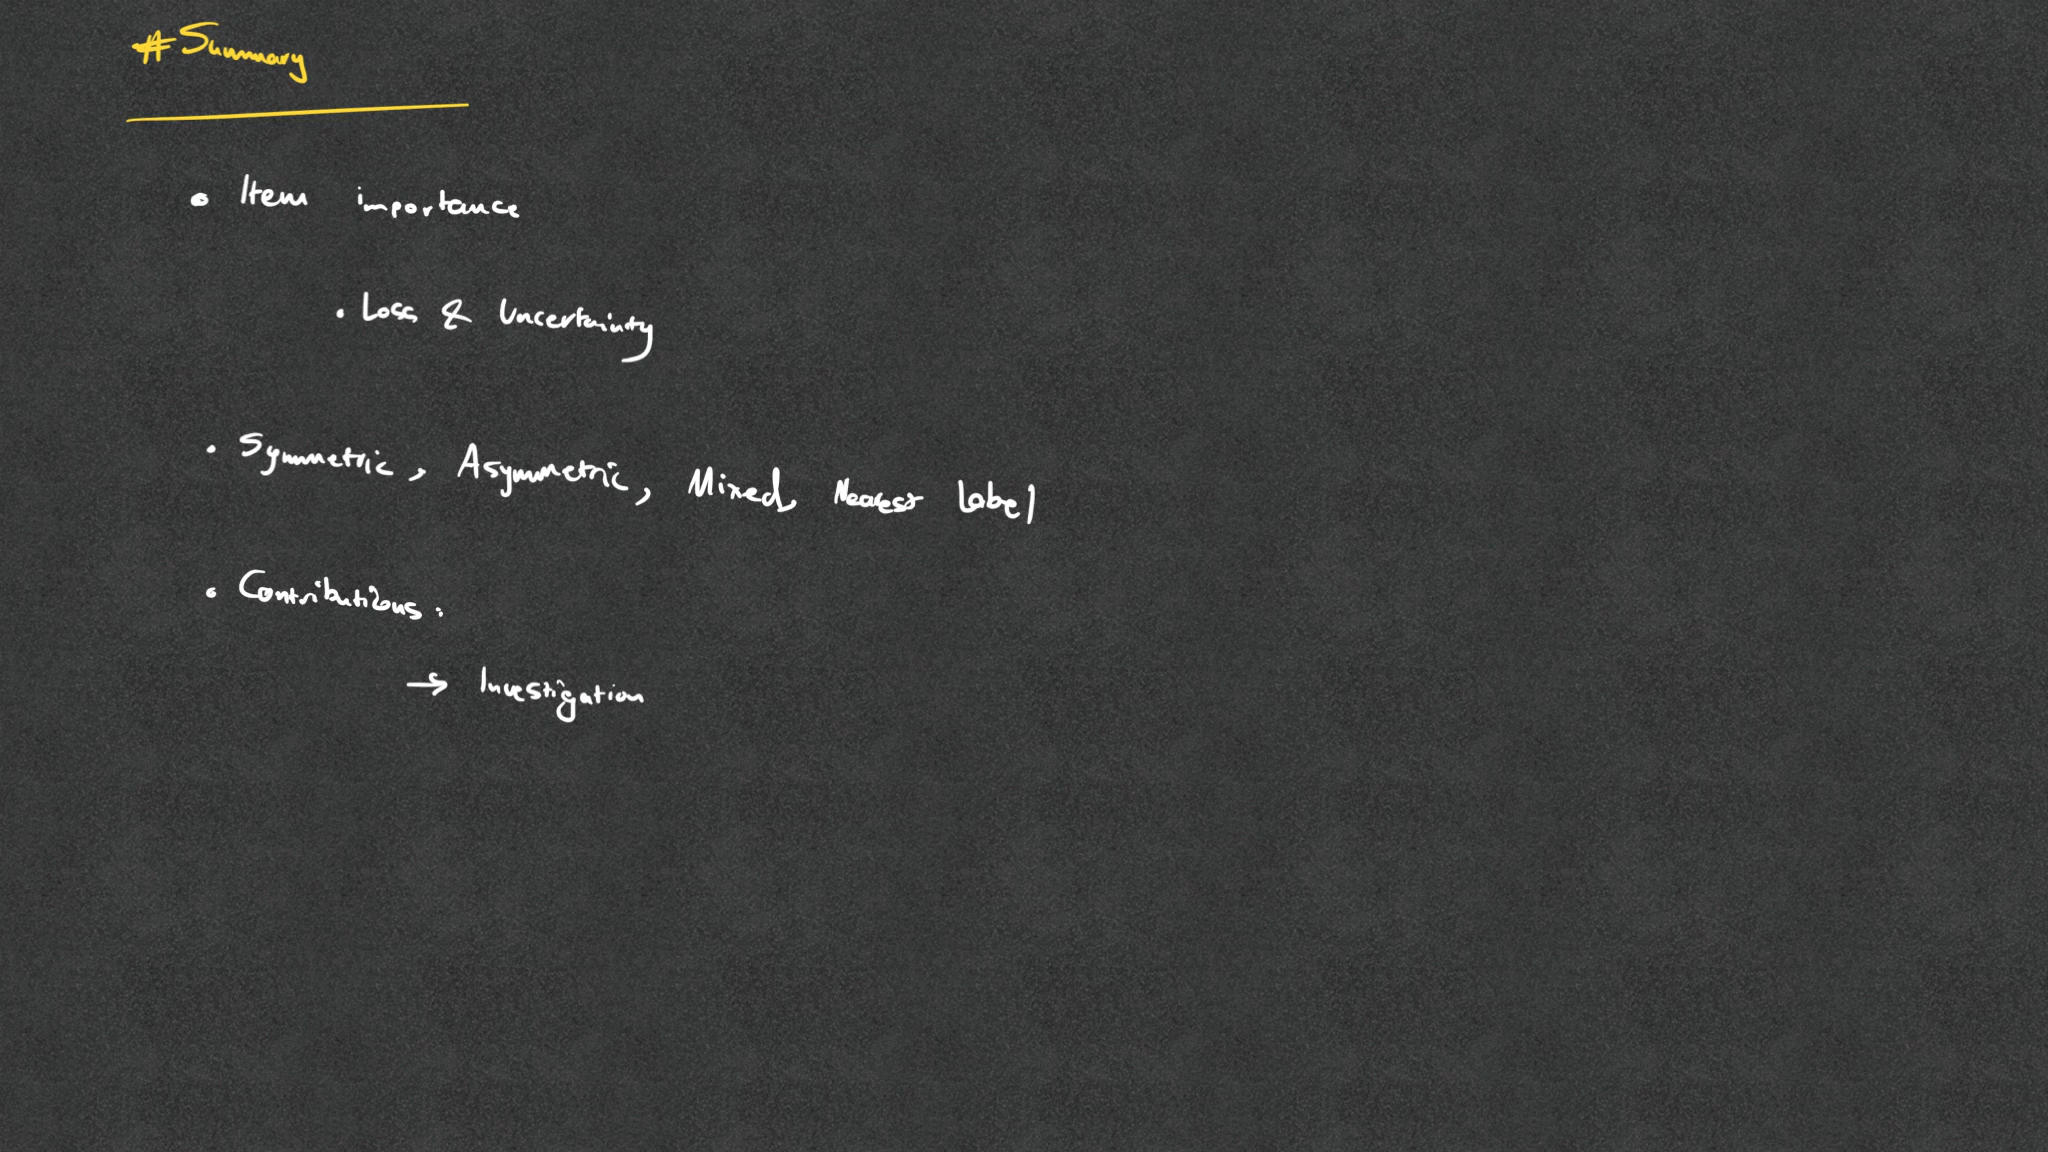 # Summary
• Item importance
• Loss & Uncertainty
• Symmetric, Asymmetric, Mixed, Nearest Label
• Contributions:
→ Investigation